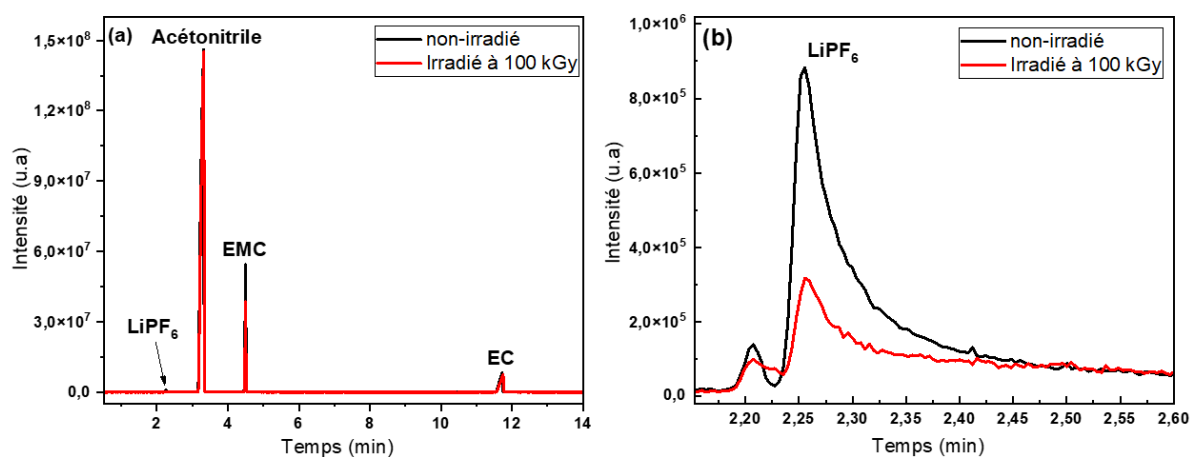 (a)
Acétonitrile
non-irradié
Irradié à 100 kGy
LiPF6
EMC
EC
1,5×10^8
1,2×10^8
9,0×10^7
6,0×10^7
3,0×10^7
0,0
Intensité (u.a)
2 4 6 8 10 12 14
Temps (min)
(b)
LiPF6
non-irradié
Irradié à 100 kGy
1,0×10^6
8,0×10^5
6,0×10^5
4,0×10^5
2,0×10^5
0,0
Intensité (u.a)
2,20 2,25 2,30 2,35 2,40 2,45 2,50 2,55 2,60
Temps (min)